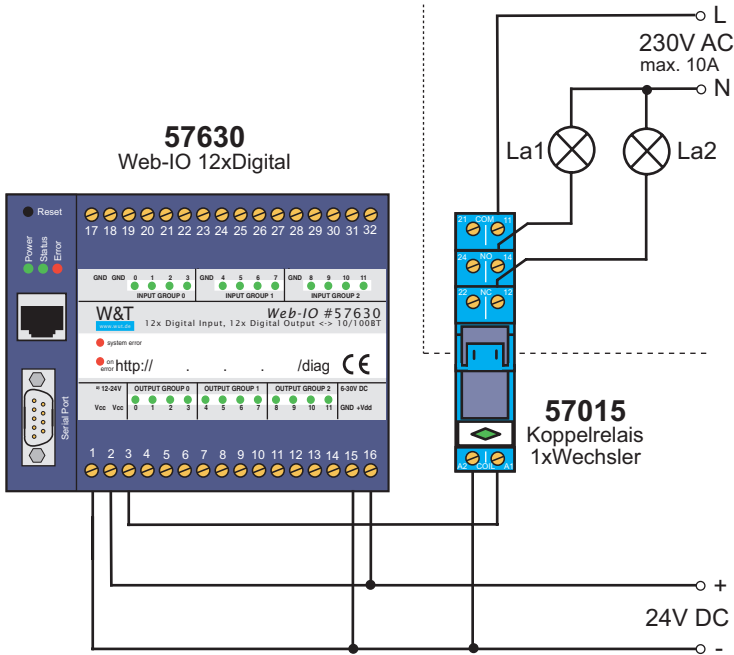 L
230V AC
max. 10A
N
La1
La2
57630
Web-IO 12xDigital
Reset
Power
Status
Error
17 18 19 20 21 22 23 24 25 26 27 28 29 30 31 32
GND GND 0 1 2 3 GND 4 5 6 7 GND 8 9 10 11
INPUT GROUP 0 INPUT GROUP 1 INPUT GROUP 2
W&T
www.wut.de
Web-IO #57630
12x Digital Input, 12x Digital Output <-> 10/100BT
system error
on error
http:// . . . /diag CE
12-24V OUTPUT GROUP 0 OUTPUT GROUP 1 OUTPUT GROUP 2 6-30V DC
Vcc Vcc 0 1 2 3 4 5 6 7 8 9 10 11 GND +Vdd
Serial Port
1 2 3 4 5 6 7 8 9 10 11 12 13 14 15 16
21 COM 11
24 NO 14
22 NC 12
A2 COIL A1
57015
Koppelrelais
1xWechsler
+
24V DC
-